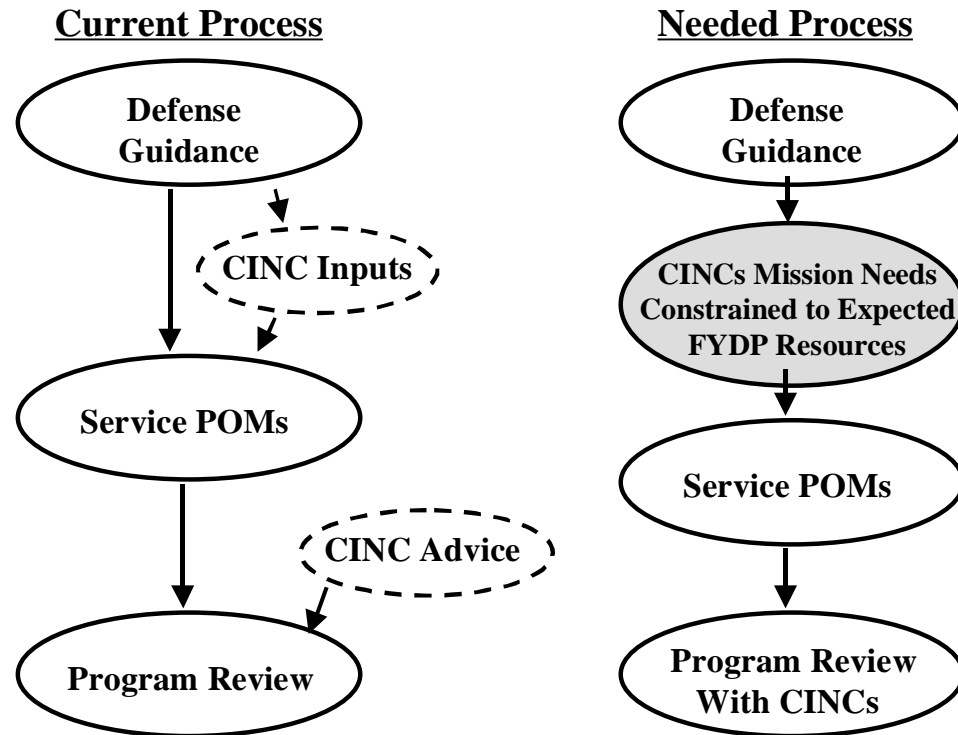 Current Process
Defense
Guidance
CINC Inputs
Service POMs
CINC Advice
Program Review
Needed Process
Defense
Guidance
CINCs Mission Needs
Constrained to Expected
FYDP Resources
Service POMs
Program Review
With CINCs